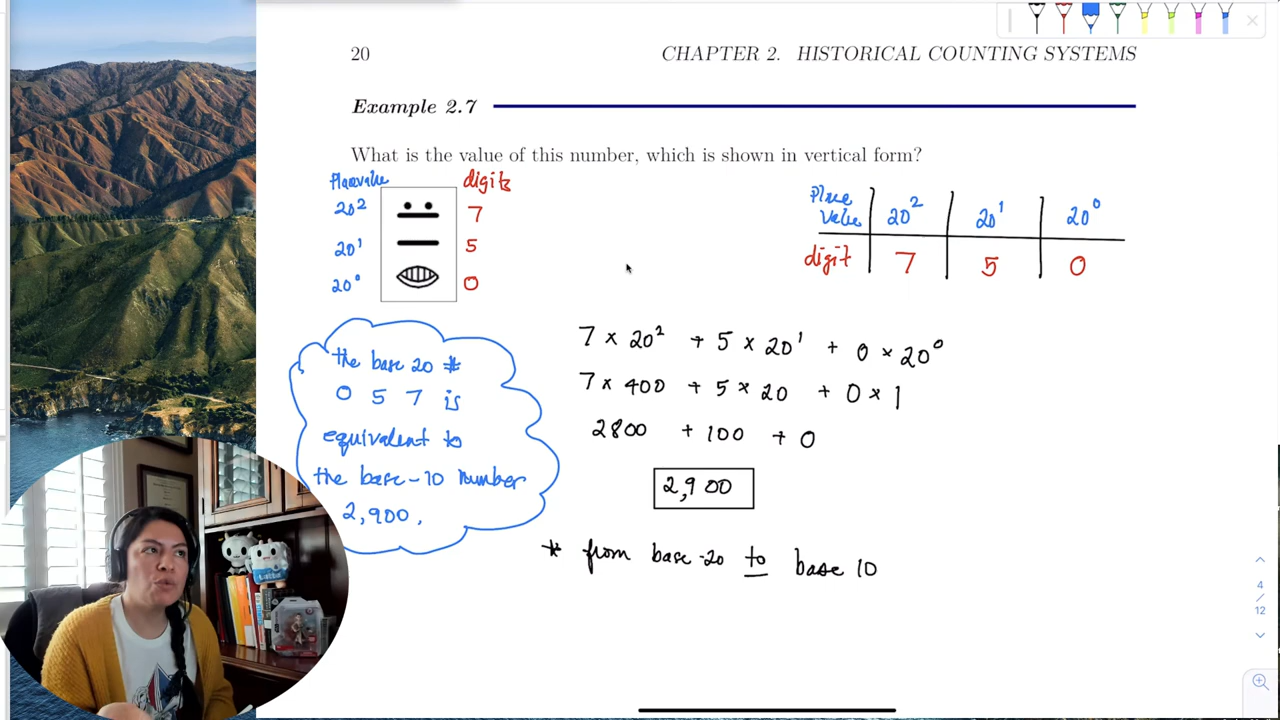 20 CHAPTER 2. HISTORICAL COUNTING SYSTEMS
Example 2.7
What is the value of this number, which is shown in vertical form?
Placevalue digits
20² 7
20¹ 5
20⁰ 0
Place value 20² 20¹ 20⁰
digit 7 5 0
7 × 20² + 5 × 20¹ + 0 × 20⁰
7 × 400 + 5 × 20 + 0 × 1
2800 + 100 + 0
2,900
* from base-20 to base 10
the base 20 #
0 5 7 is
equivalent to
the base-10 number
2,900.
4
/
12